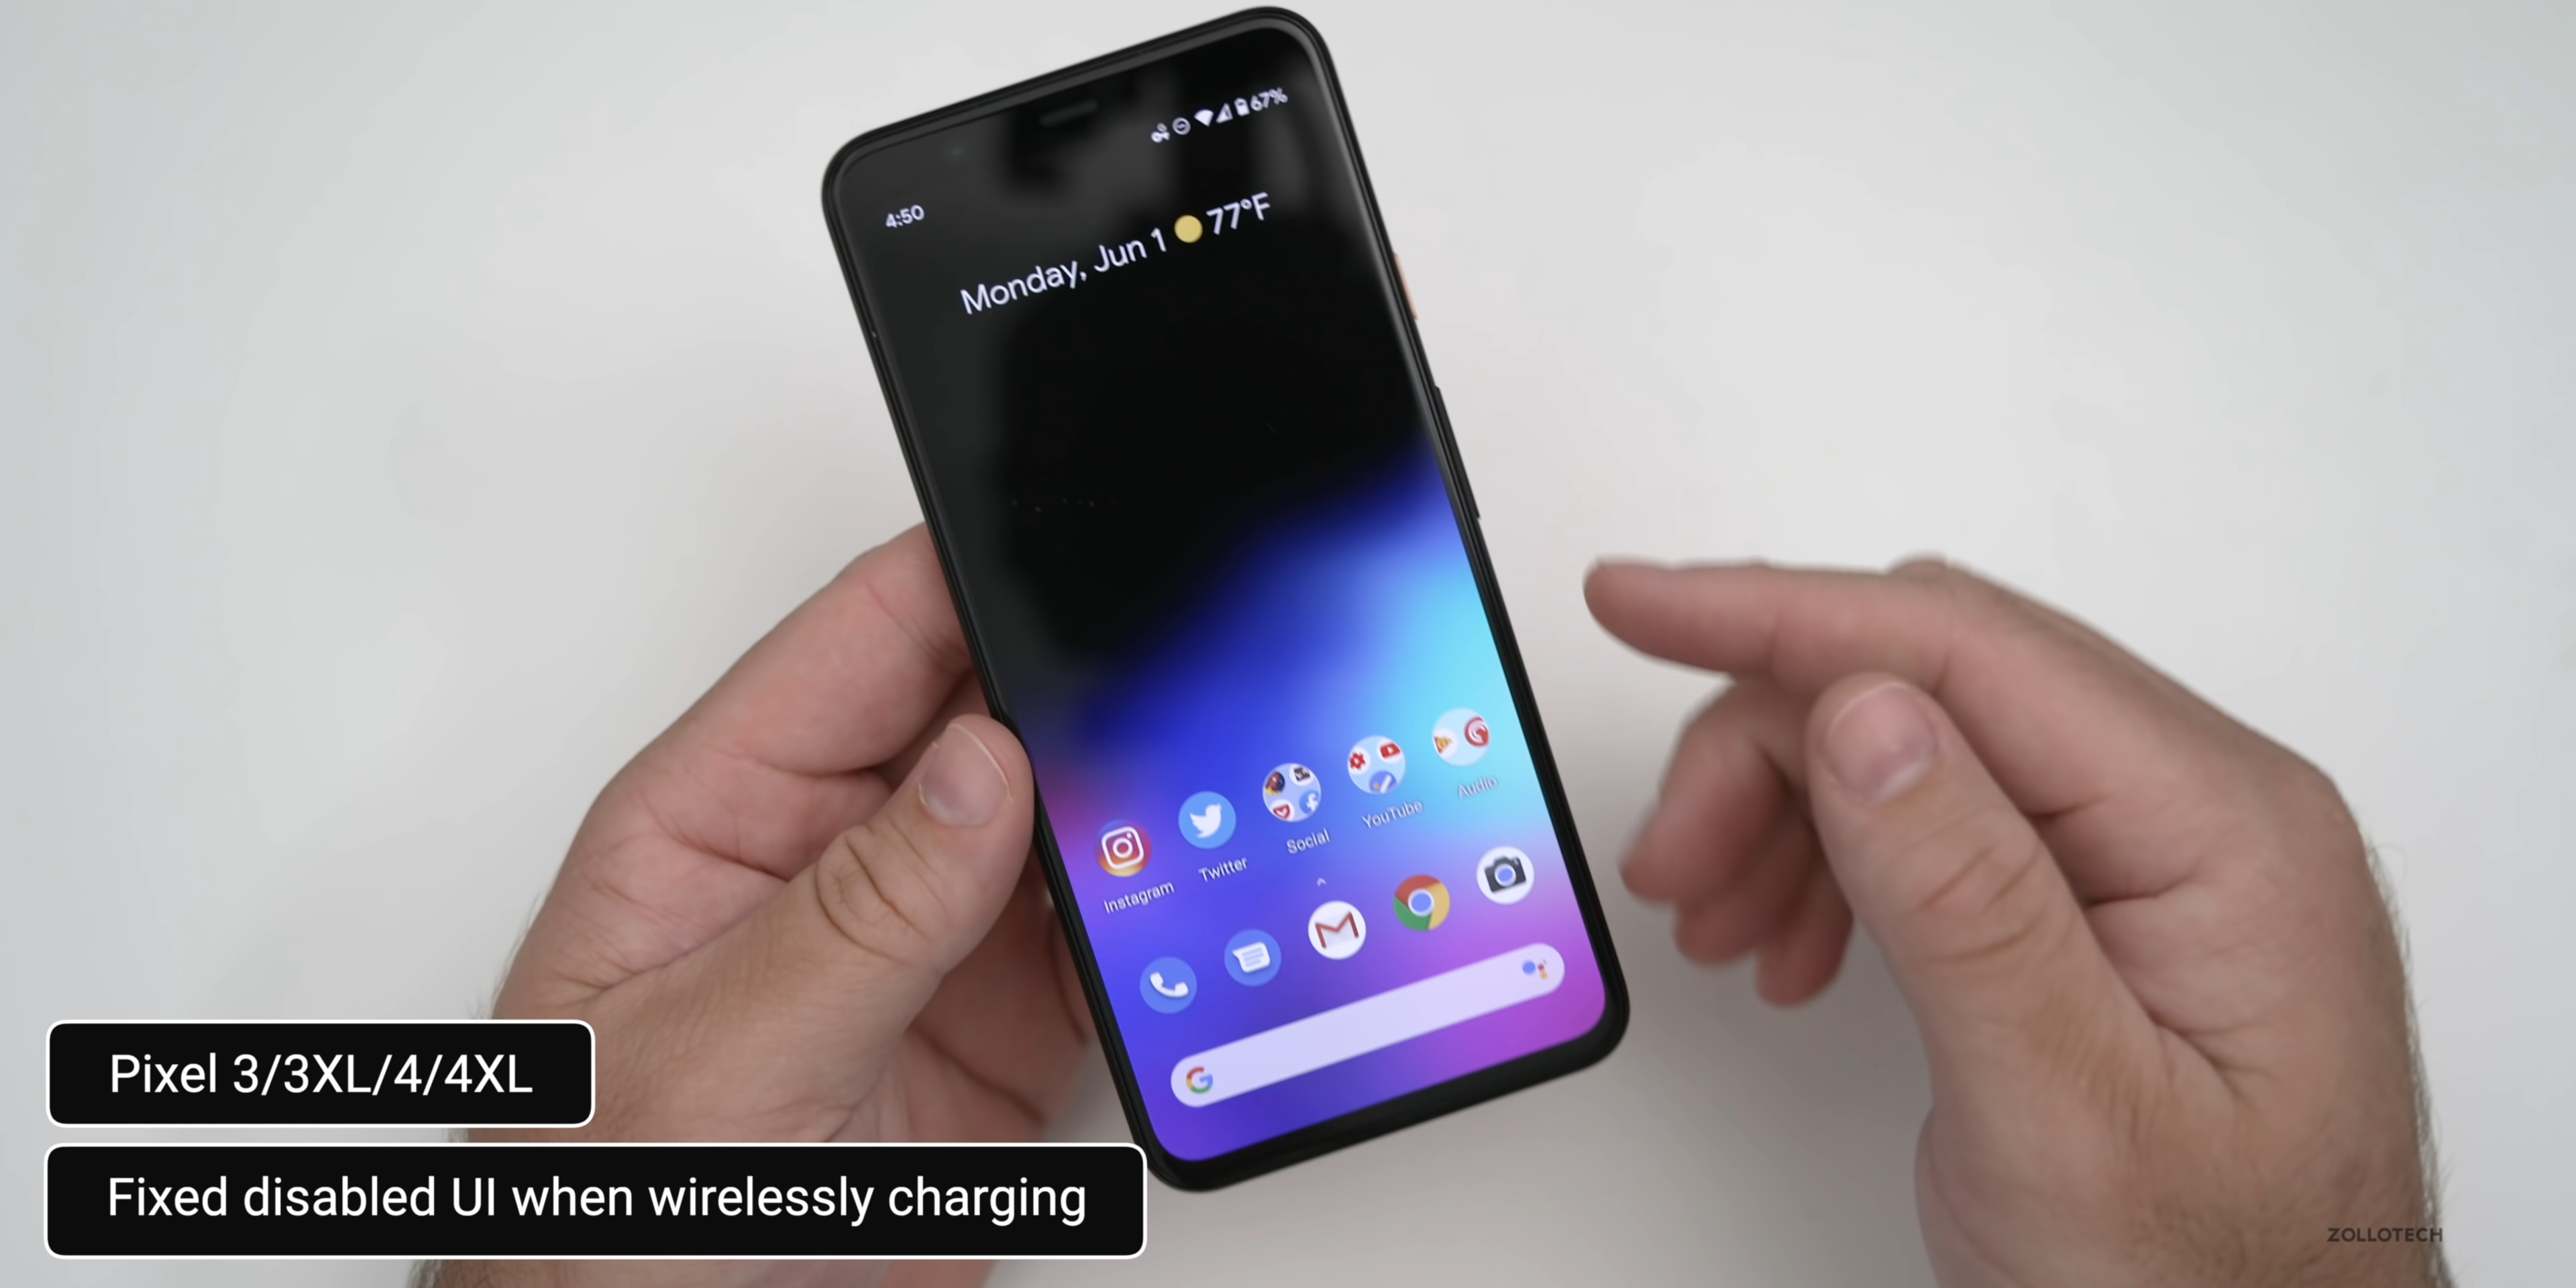 67%
4:50
Monday, Jun 1 77°F
Instagram
Twitter
Social
YouTube
Audio
Pixel 3/3XL/4/4XL
Fixed disabled UI when wirelessly charging
ZOLLOTECH